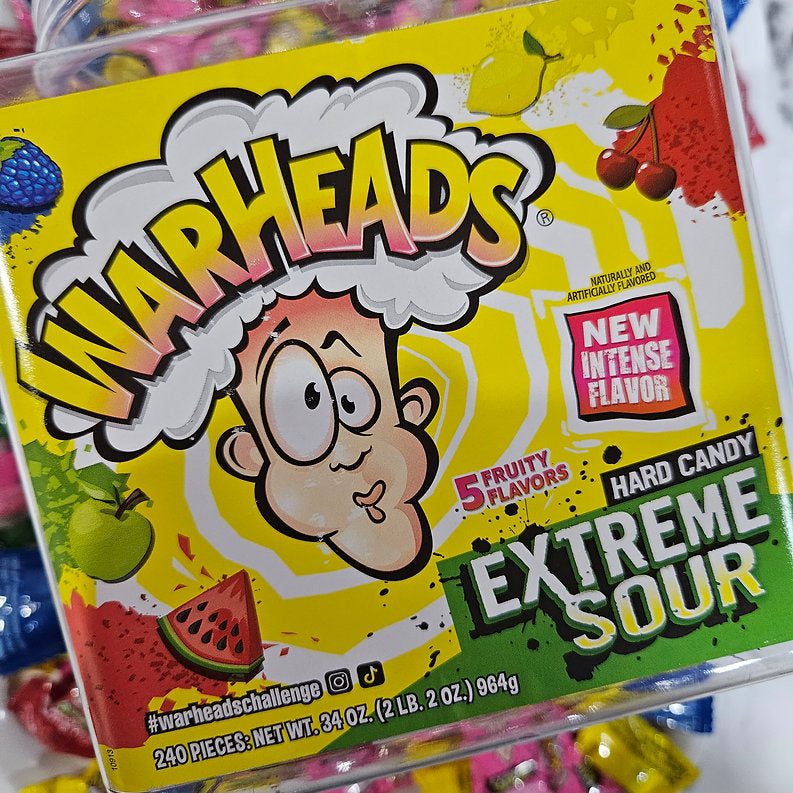 WARHEADS®
NATURALLY AND
ARTIFICIALLY FLAVORED
NEW
INTENSE
FLAVOR
5 FRUITY
FLAVORS
HARD CANDY
EXTREME
SOUR
#warheadschallenge
240 PIECES: NET WT. 34 OZ. (2 LB. 2 OZ.) 964g
10913